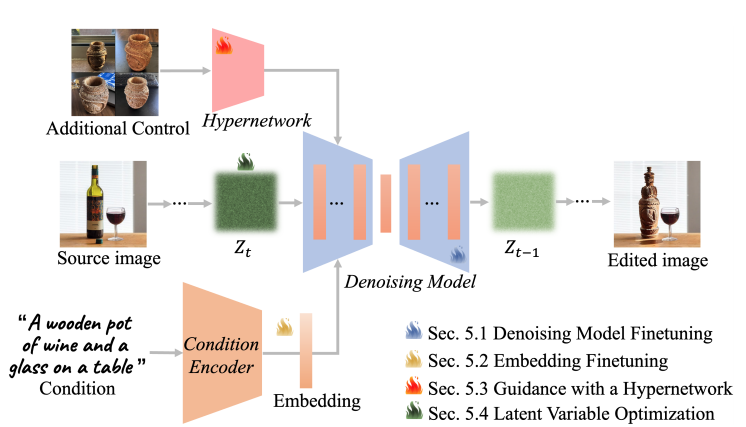 Additional Control
Hypernetwork
Source image
Z_t
Denoising Model
Z_{t-1}
Edited image
“A wooden pot
of wine and a
glass on a table”
Condition
Condition
Encoder
Embedding
Sec. 5.1 Denoising Model Finetuning
Sec. 5.2 Embedding Finetuning
Sec. 5.3 Guidance with a Hypernetwork
Sec. 5.4 Latent Variable Optimization